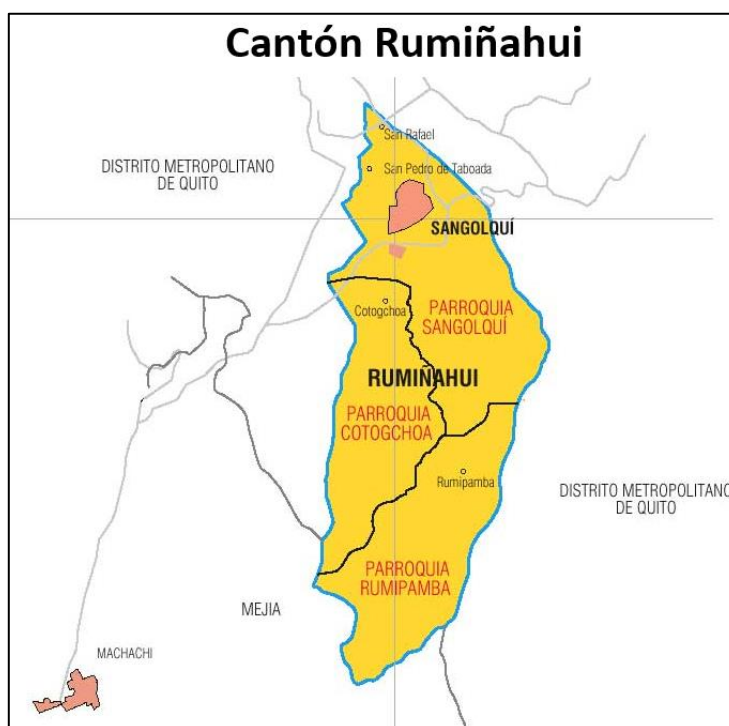 Cantón Rumiñahui
San Rafael
DISTRITO METROPOLITANO
DE QUITO
San Pedro de Taboada
SANGOLQUÍ
Cotogchoa
PARROQUIA
SANGOLQUÍ
RUMIÑAHUI
PARROQUIA
COTOGCHOA
Rumipamba
DISTRITO METROPOLITANO
DE QUITO
PARROQUIA
RUMIPAMBA
MEJIA
MACHACHI